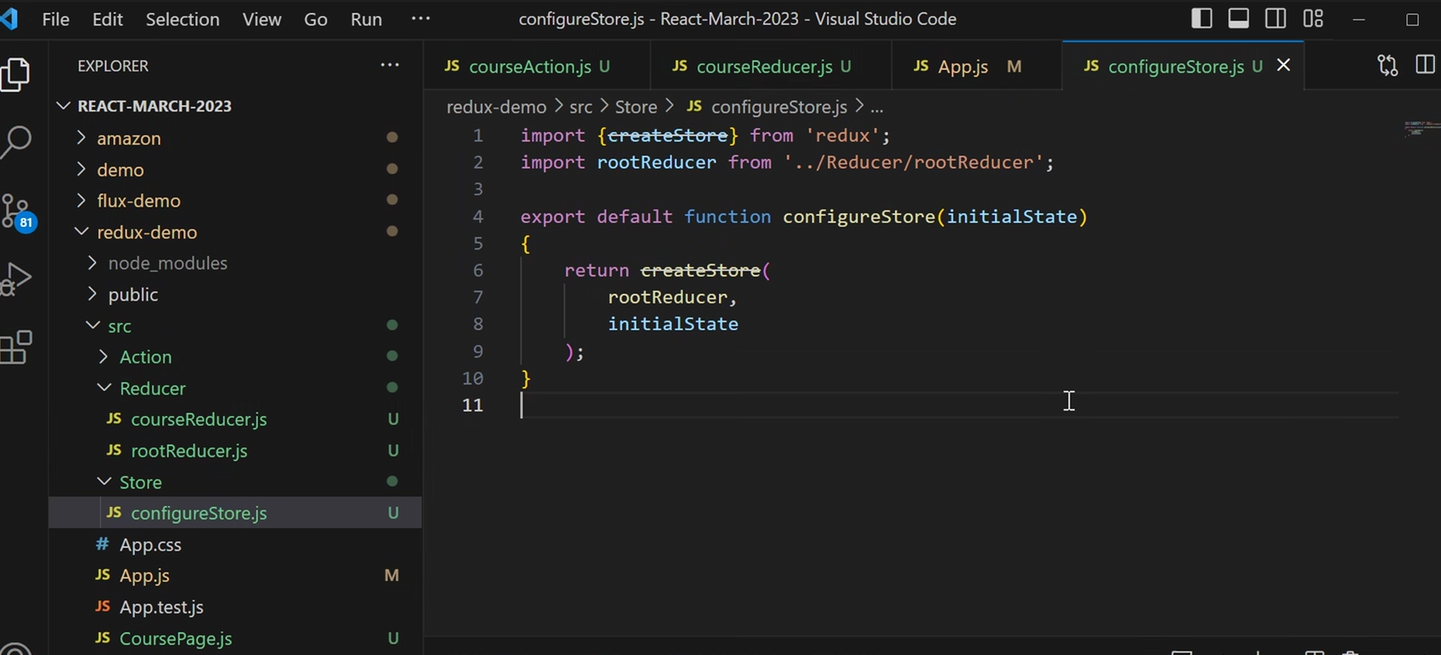 File Edit Selection View Go Run ··· configureStore.js - React-March-2023 - Visual Studio Code
EXPLORER ···
JS courseAction.js U JS courseReducer.js U JS App.js M JS configureStore.js U
REACT-MARCH-2023
redux-demo > src > Store > JS configureStore.js > ...
amazon
demo
flux-demo
81
redux-demo
node_modules
public
src
Action
Reducer
JS courseReducer.js U
JS rootReducer.js U
Store
JS configureStore.js U
# App.css
JS App.js M
JS App.test.js
JS CoursePage.js U
1 import {createStore} from 'redux';
2 import rootReducer from '../Reducer/rootReducer';
3
4 export default function configureStore(initialState)
5 {
6 return createStore(
7 rootReducer,
8 initialState
9 );
10 }
11